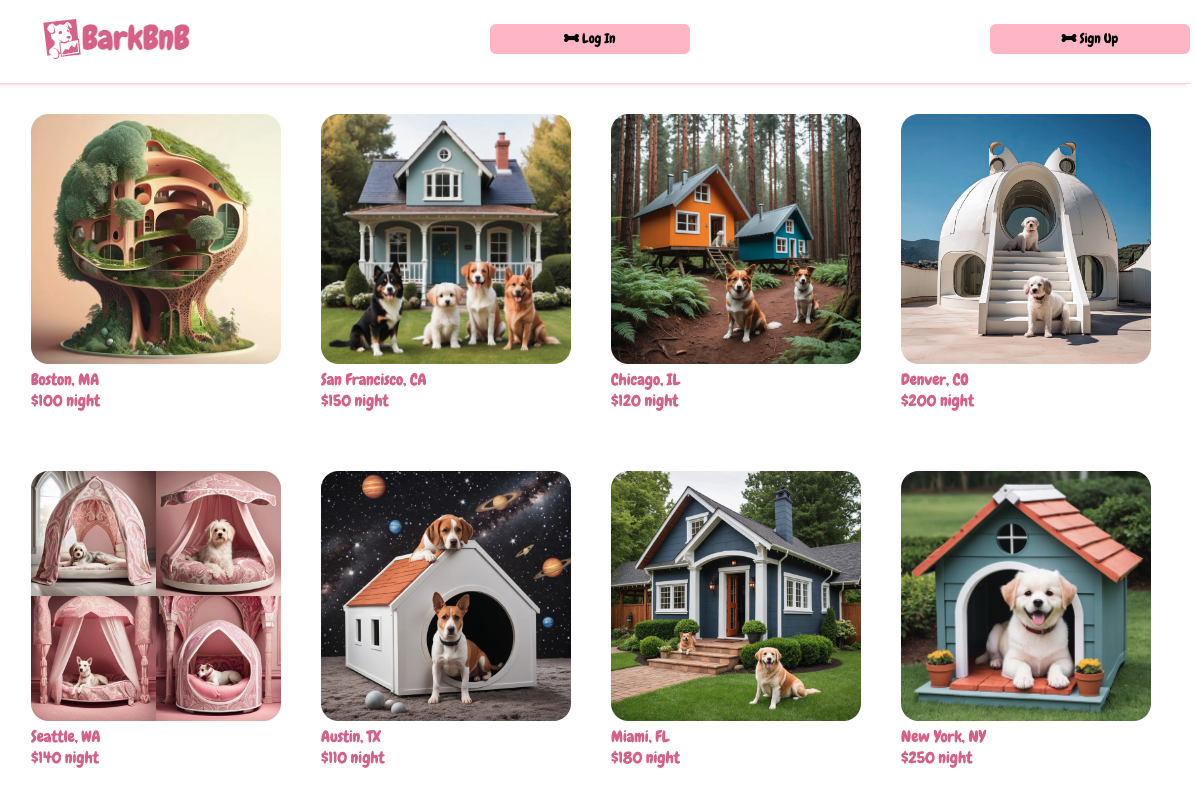 BarkBnB
Log In
Sign Up
Boston, MA
$100 night
San Francisco, CA
$150 night
Chicago, IL
$120 night
Denver, CO
$200 night
Seattle, WA
$140 night
Austin, TX
$110 night
Miami, FL
$180 night
New York, NY
$250 night